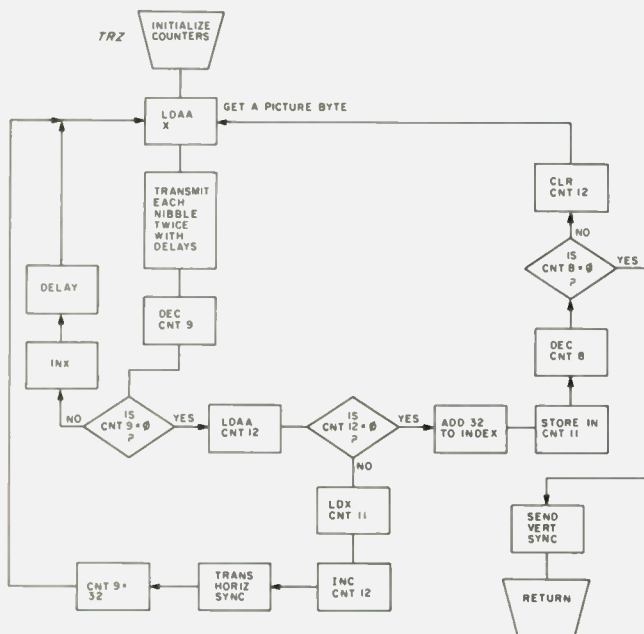 TRZ
INITIALIZE
COUNTERS
LDAA
X
GET A PICTURE BYTE
TRANSMIT
EACH
NIBBLE
TWICE
WITH
DELAYS
CLR
CNT 12
NO
IS
CNT 8=Ø
?
YES
DELAY
DEC
CNT 9
DEC
CNT 8
INX
NO
IS
CNT 9=Ø
?
YES
LDAA
CNT 12
IS
CNT 12=Ø
?
YES
ADD 32
TO INDEX
STORE IN
CNT 11
NO
LDX
CNT 11
SEND
VERT
SYNC
CNT 9=
32
TRANS
HORIZ
SYNC
INC
CNT 12
RETURN